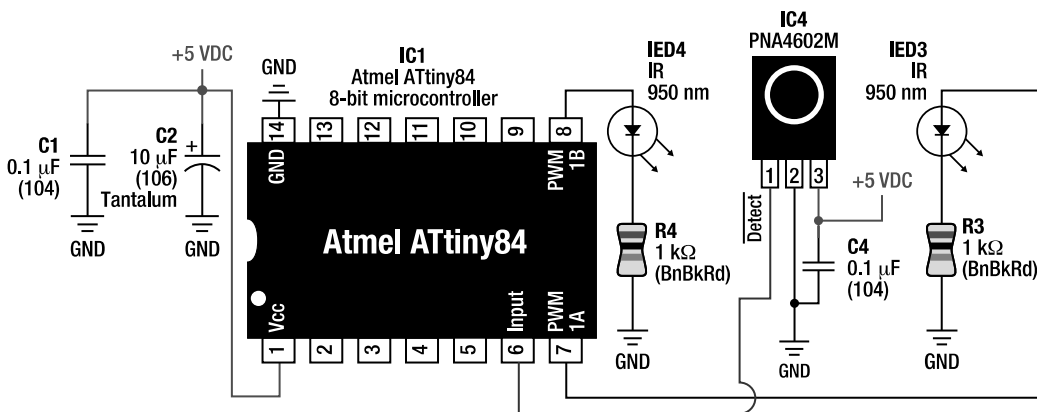 +5 VDC
C1
0.1 µF
(104)
GND
C2
10 µF
(106)
Tantalum
+
GND
GND
IC1
Atmel ATtiny84
8-bit microcontroller
14
13
12
11
10
9
8
GND
PWM
1B
Atmel ATtiny84
Vcc
Input
PWM
1A
1
2
3
4
5
6
7
IED4
IR
950 nm
R4
1 kΩ
(BnBkRd)
GND
IC4
PNA4602M
1
2
3
Detect
+5 VDC
C4
0.1 µF
(104)
GND
IED3
IR
950 nm
R3
1 kΩ
(BnBkRd)
GND